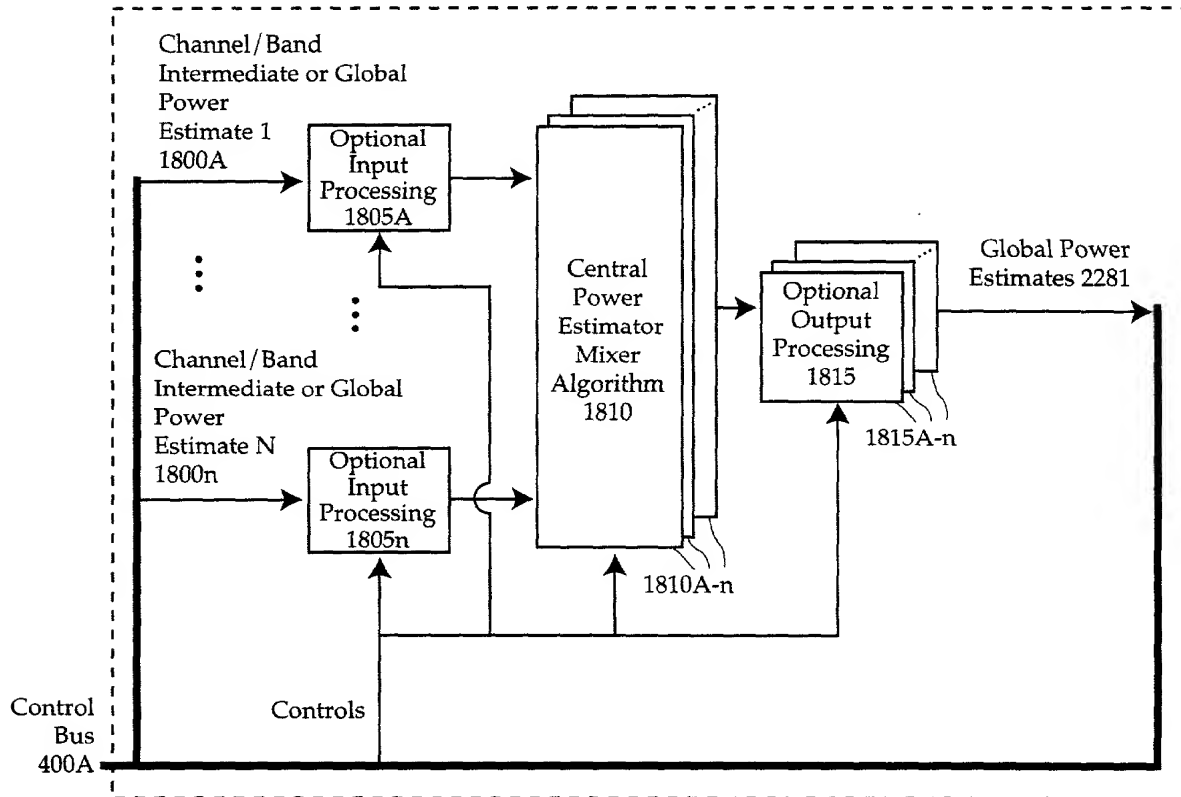 Channel/Band
Intermediate or Global
Power
Estimate 1
1800A
Optional
Input
Processing
1805A
Central
Power
Estimator
Mixer
Algorithm
1810
Global Power
Estimates 2281
Optional
Output
Processing
1815
1815A-n
Channel/Band
Intermediate or Global
Power
Estimate N
1800n
Optional
Input
Processing
1805n
1810A-n
Control
Bus
400A
Controls